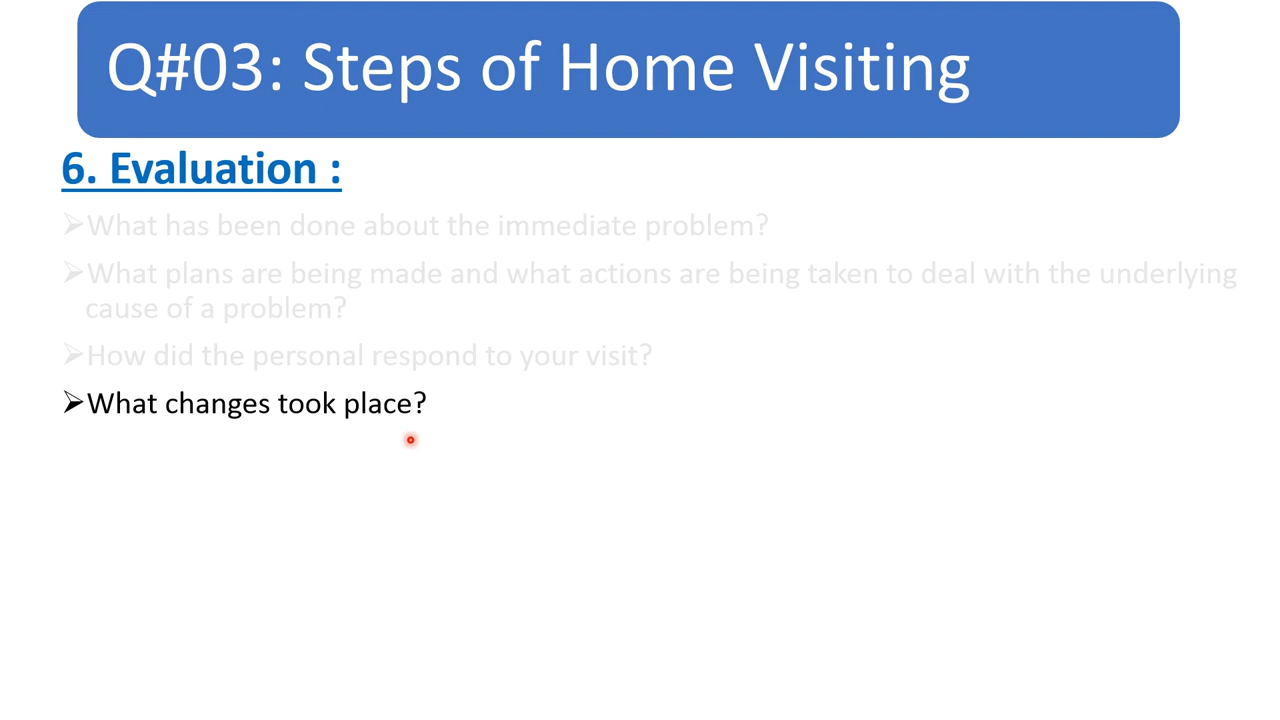 Q#03: Steps of Home Visiting
6. Evaluation :
➢What has been done about the immediate problem?
➢What plans are being made and what actions are being taken to deal with the underlying
cause of a problem?
➢How did the personal respond to your visit?
➢What changes took place?